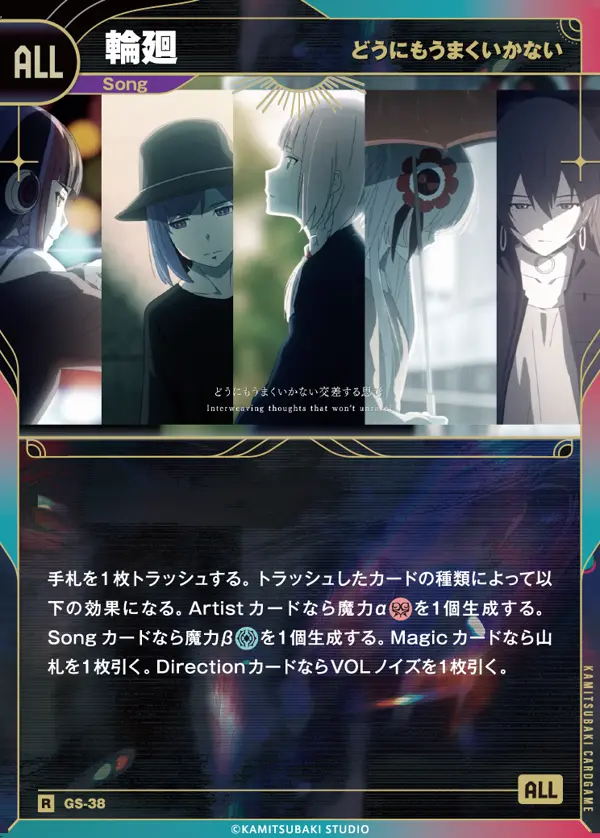 ALL
輪廻
どうにもうまくいかない
Song
どうにもうまくいかない交差する思
Interweaving thoughts that won't
手札を1枚トラッシュする。トラッシュしたカードの種類によって以
下の効果になる。Artistカードなら魔力αを1個生成する。
Songカードなら魔力βを1個生成する。Magicカードなら山
札を1枚引く。DirectionカードならVOLノイズを1枚引く。
KAMITSUBAKI CARDGAME
R GS-38
ALL
©KAMITSUBAKI STUDIO